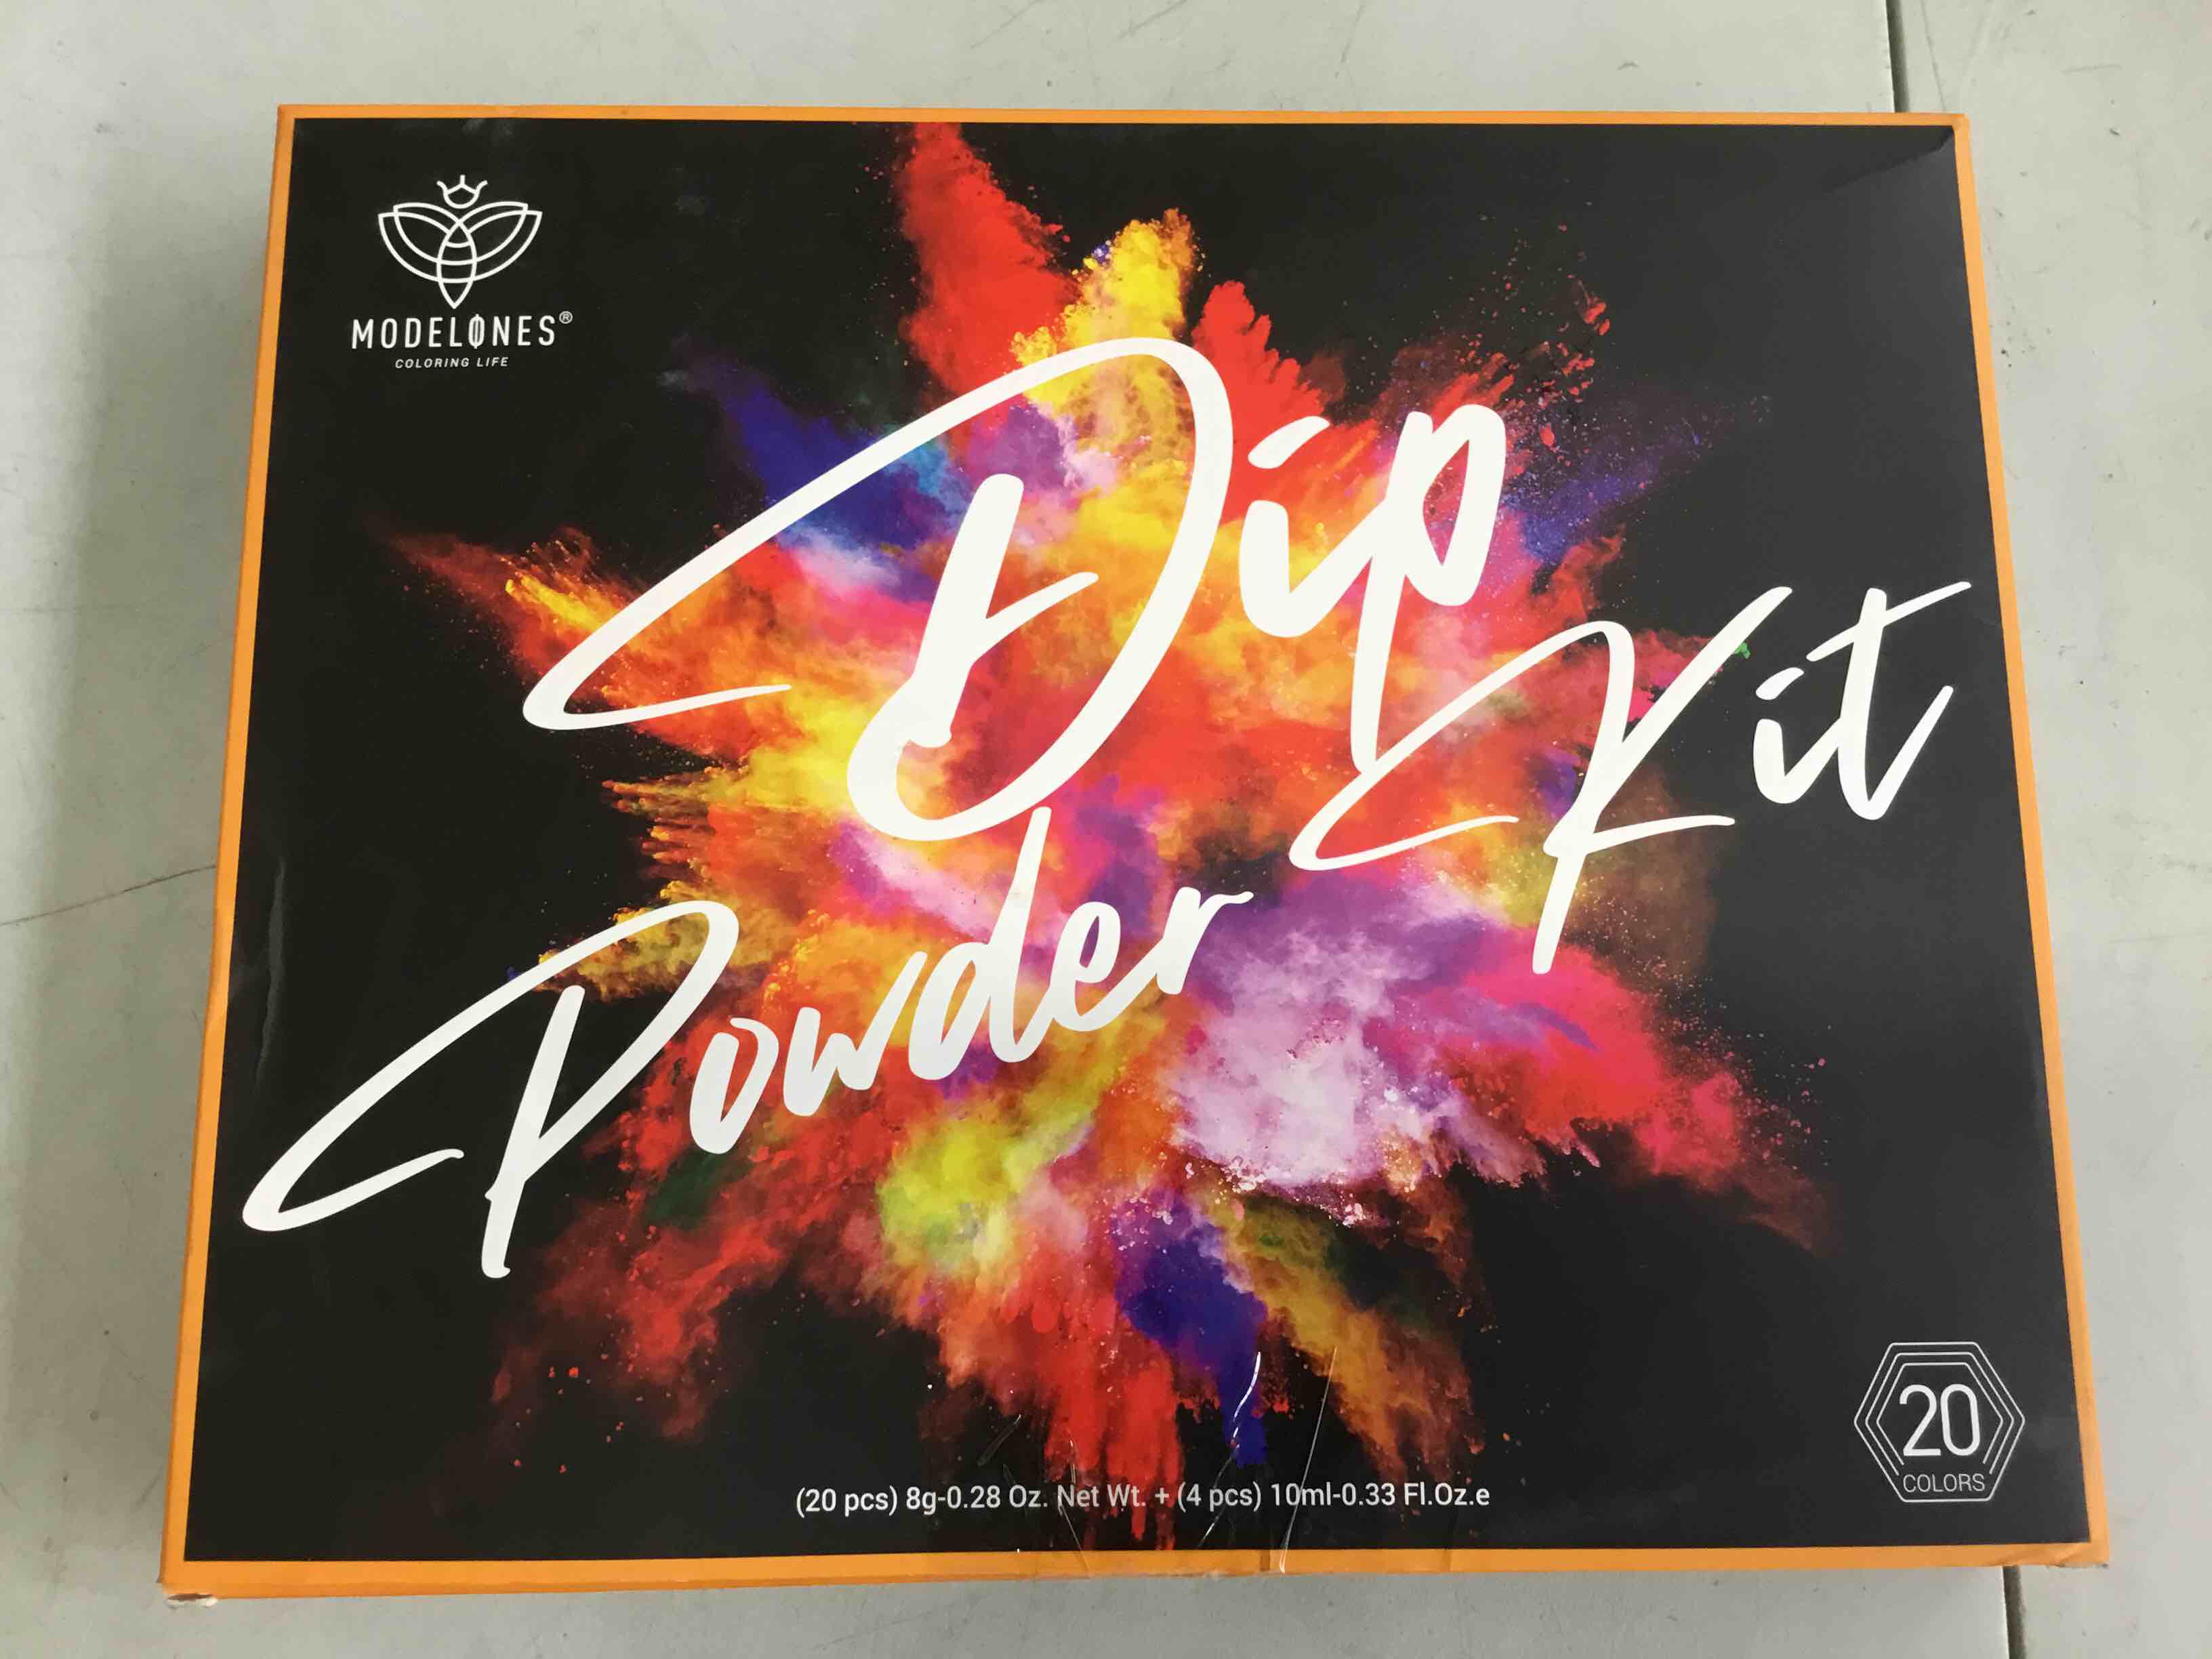 MODELONES®
COLORING LIFE
Dip
Powder Kit
(20 pcs) 8g-0.28 Oz. Net Wt. + (4 pcs) 10ml-0.33 Fl.Oz.e
20
COLORS